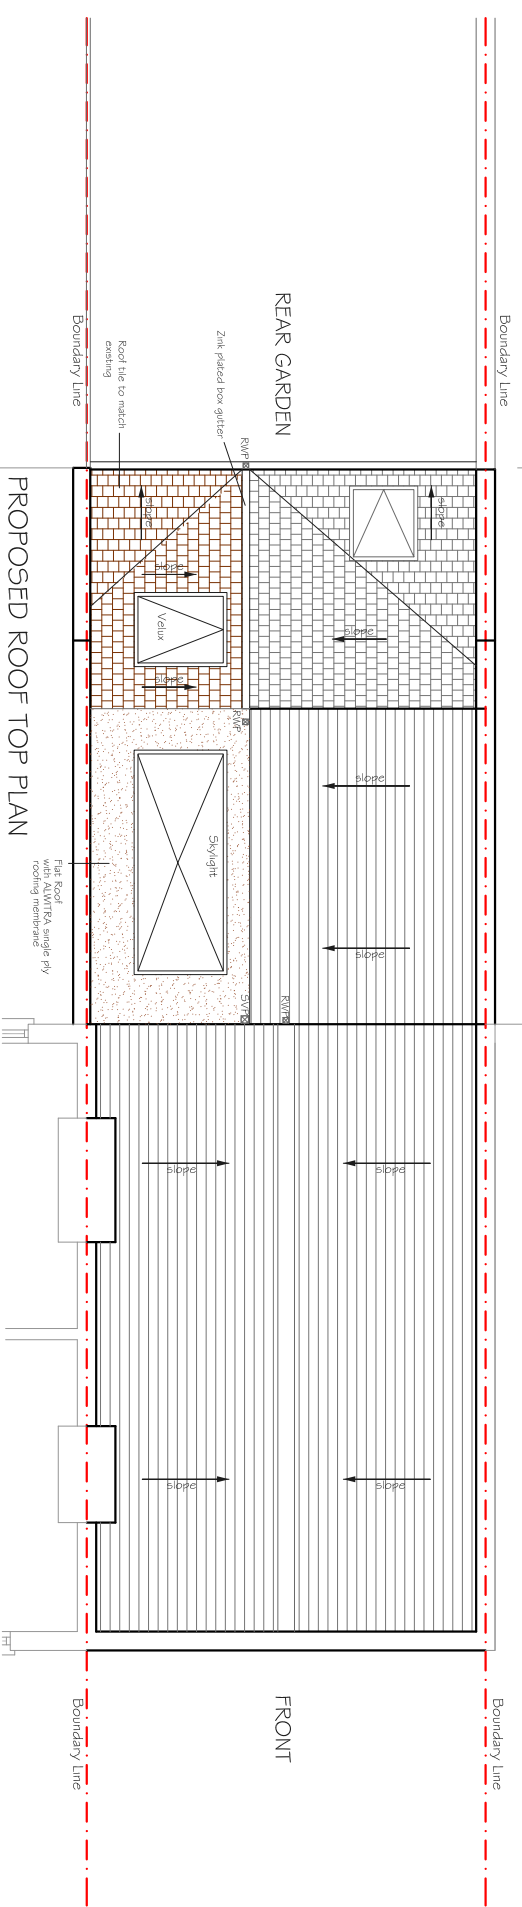 Boundary Line
Boundary Line
REAR GARDEN
Zink plated box gutter
Roof tile to match
existing
RWP
slope
slope
slope
slope
Velux
slope
RWP
slope
Skylight
slope
Flat Roof
with ALWITRA single ply
roofing membrane
SVP
RWP
slope
slope
slope
slope
FRONT
Boundary Line
Boundary Line
PROPOSED ROOF TOP PLAN